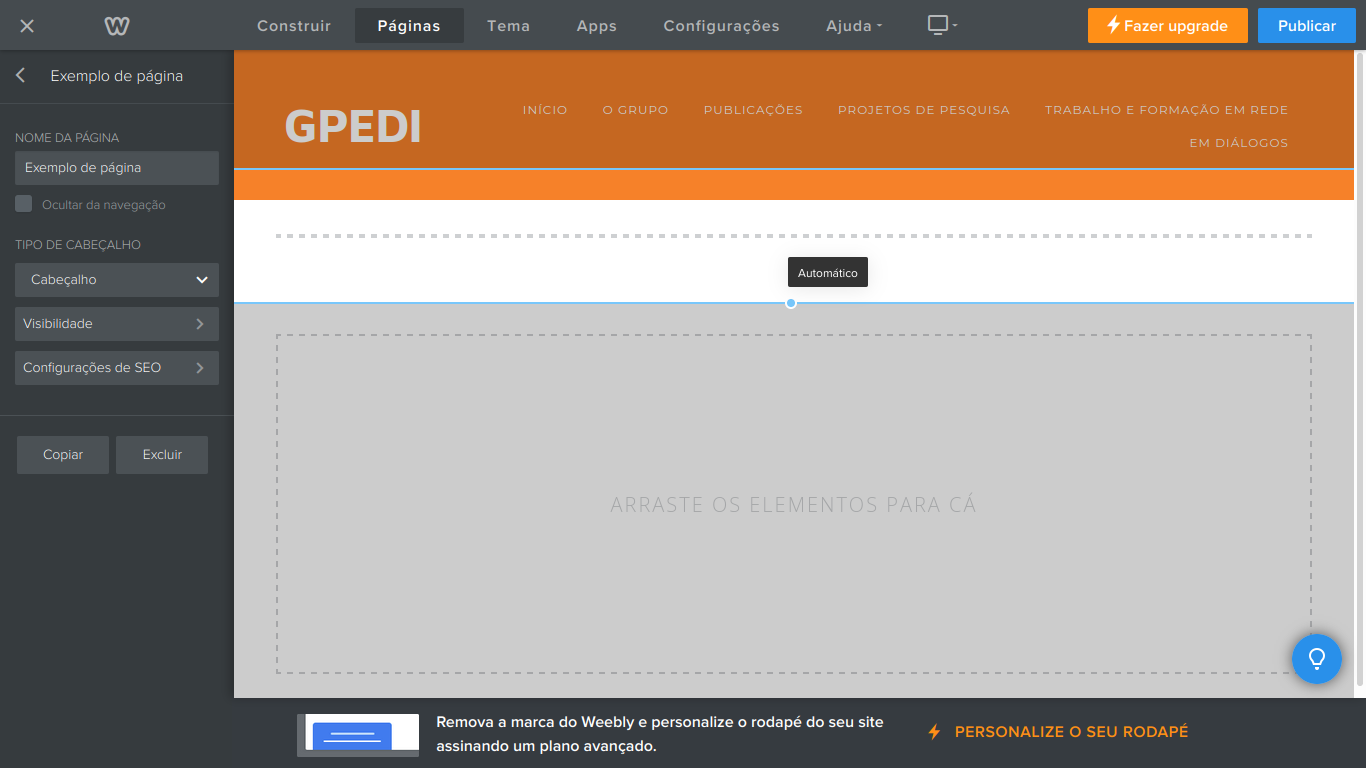 Construir Páginas Tema Apps Configurações Ajuda Fazer upgrade Publicar
Exemplo de página
NOME DA PÁGINA
Exemplo de página
Ocultar da navegação
TIPO DE CABEÇALHO
Cabeçalho
Visibilidade
Configurações de SEO
Copiar Excluir
GPEDI
INÍCIO O GRUPO PUBLICAÇÕES PROJETOS DE PESQUISA TRABALHO E FORMAÇÃO EM REDE
EM DIÁLOGOS
Automático
ARRASTE OS ELEMENTOS PARA CÁ
Remova a marca do Weebly e personalize o rodapé do seu site
assinando um plano avançado.
PERSONALIZE O SEU RODAPÉ